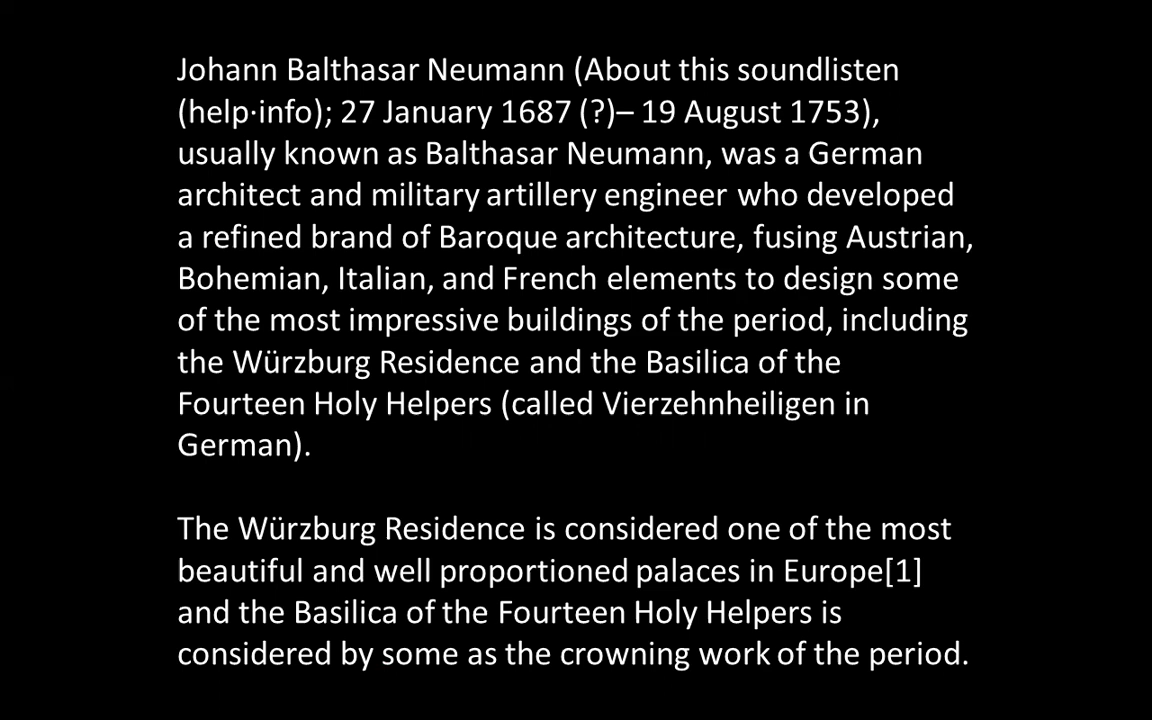 Johann Balthasar Neumann (About this soundlisten
(help·info); 27 January 1687 (?)– 19 August 1753),
usually known as Balthasar Neumann, was a German
architect and military artillery engineer who developed
a refined brand of Baroque architecture, fusing Austrian,
Bohemian, Italian, and French elements to design some
of the most impressive buildings of the period, including
the Würzburg Residence and the Basilica of the
Fourteen Holy Helpers (called Vierzehnheiligen in
German).
The Würzburg Residence is considered one of the most
beautiful and well proportioned palaces in Europe[1]
and the Basilica of the Fourteen Holy Helpers is
considered by some as the crowning work of the period.